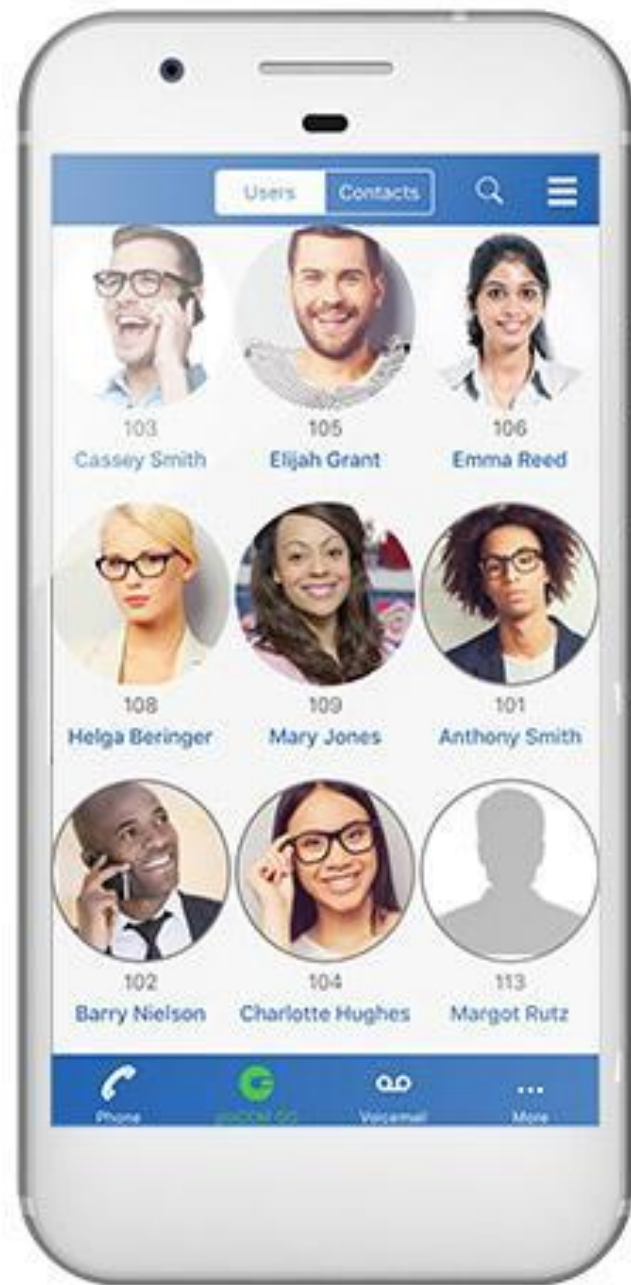 Users Contacts
103 105 106
Cassey Smith Elijah Grant Emma Reed
108 109 101
Helga Beringer Mary Jones Anthony Smith
102 104 113
Barry Nielson Charlotte Hughes Margot Rutz
Phone GO Voicemail More